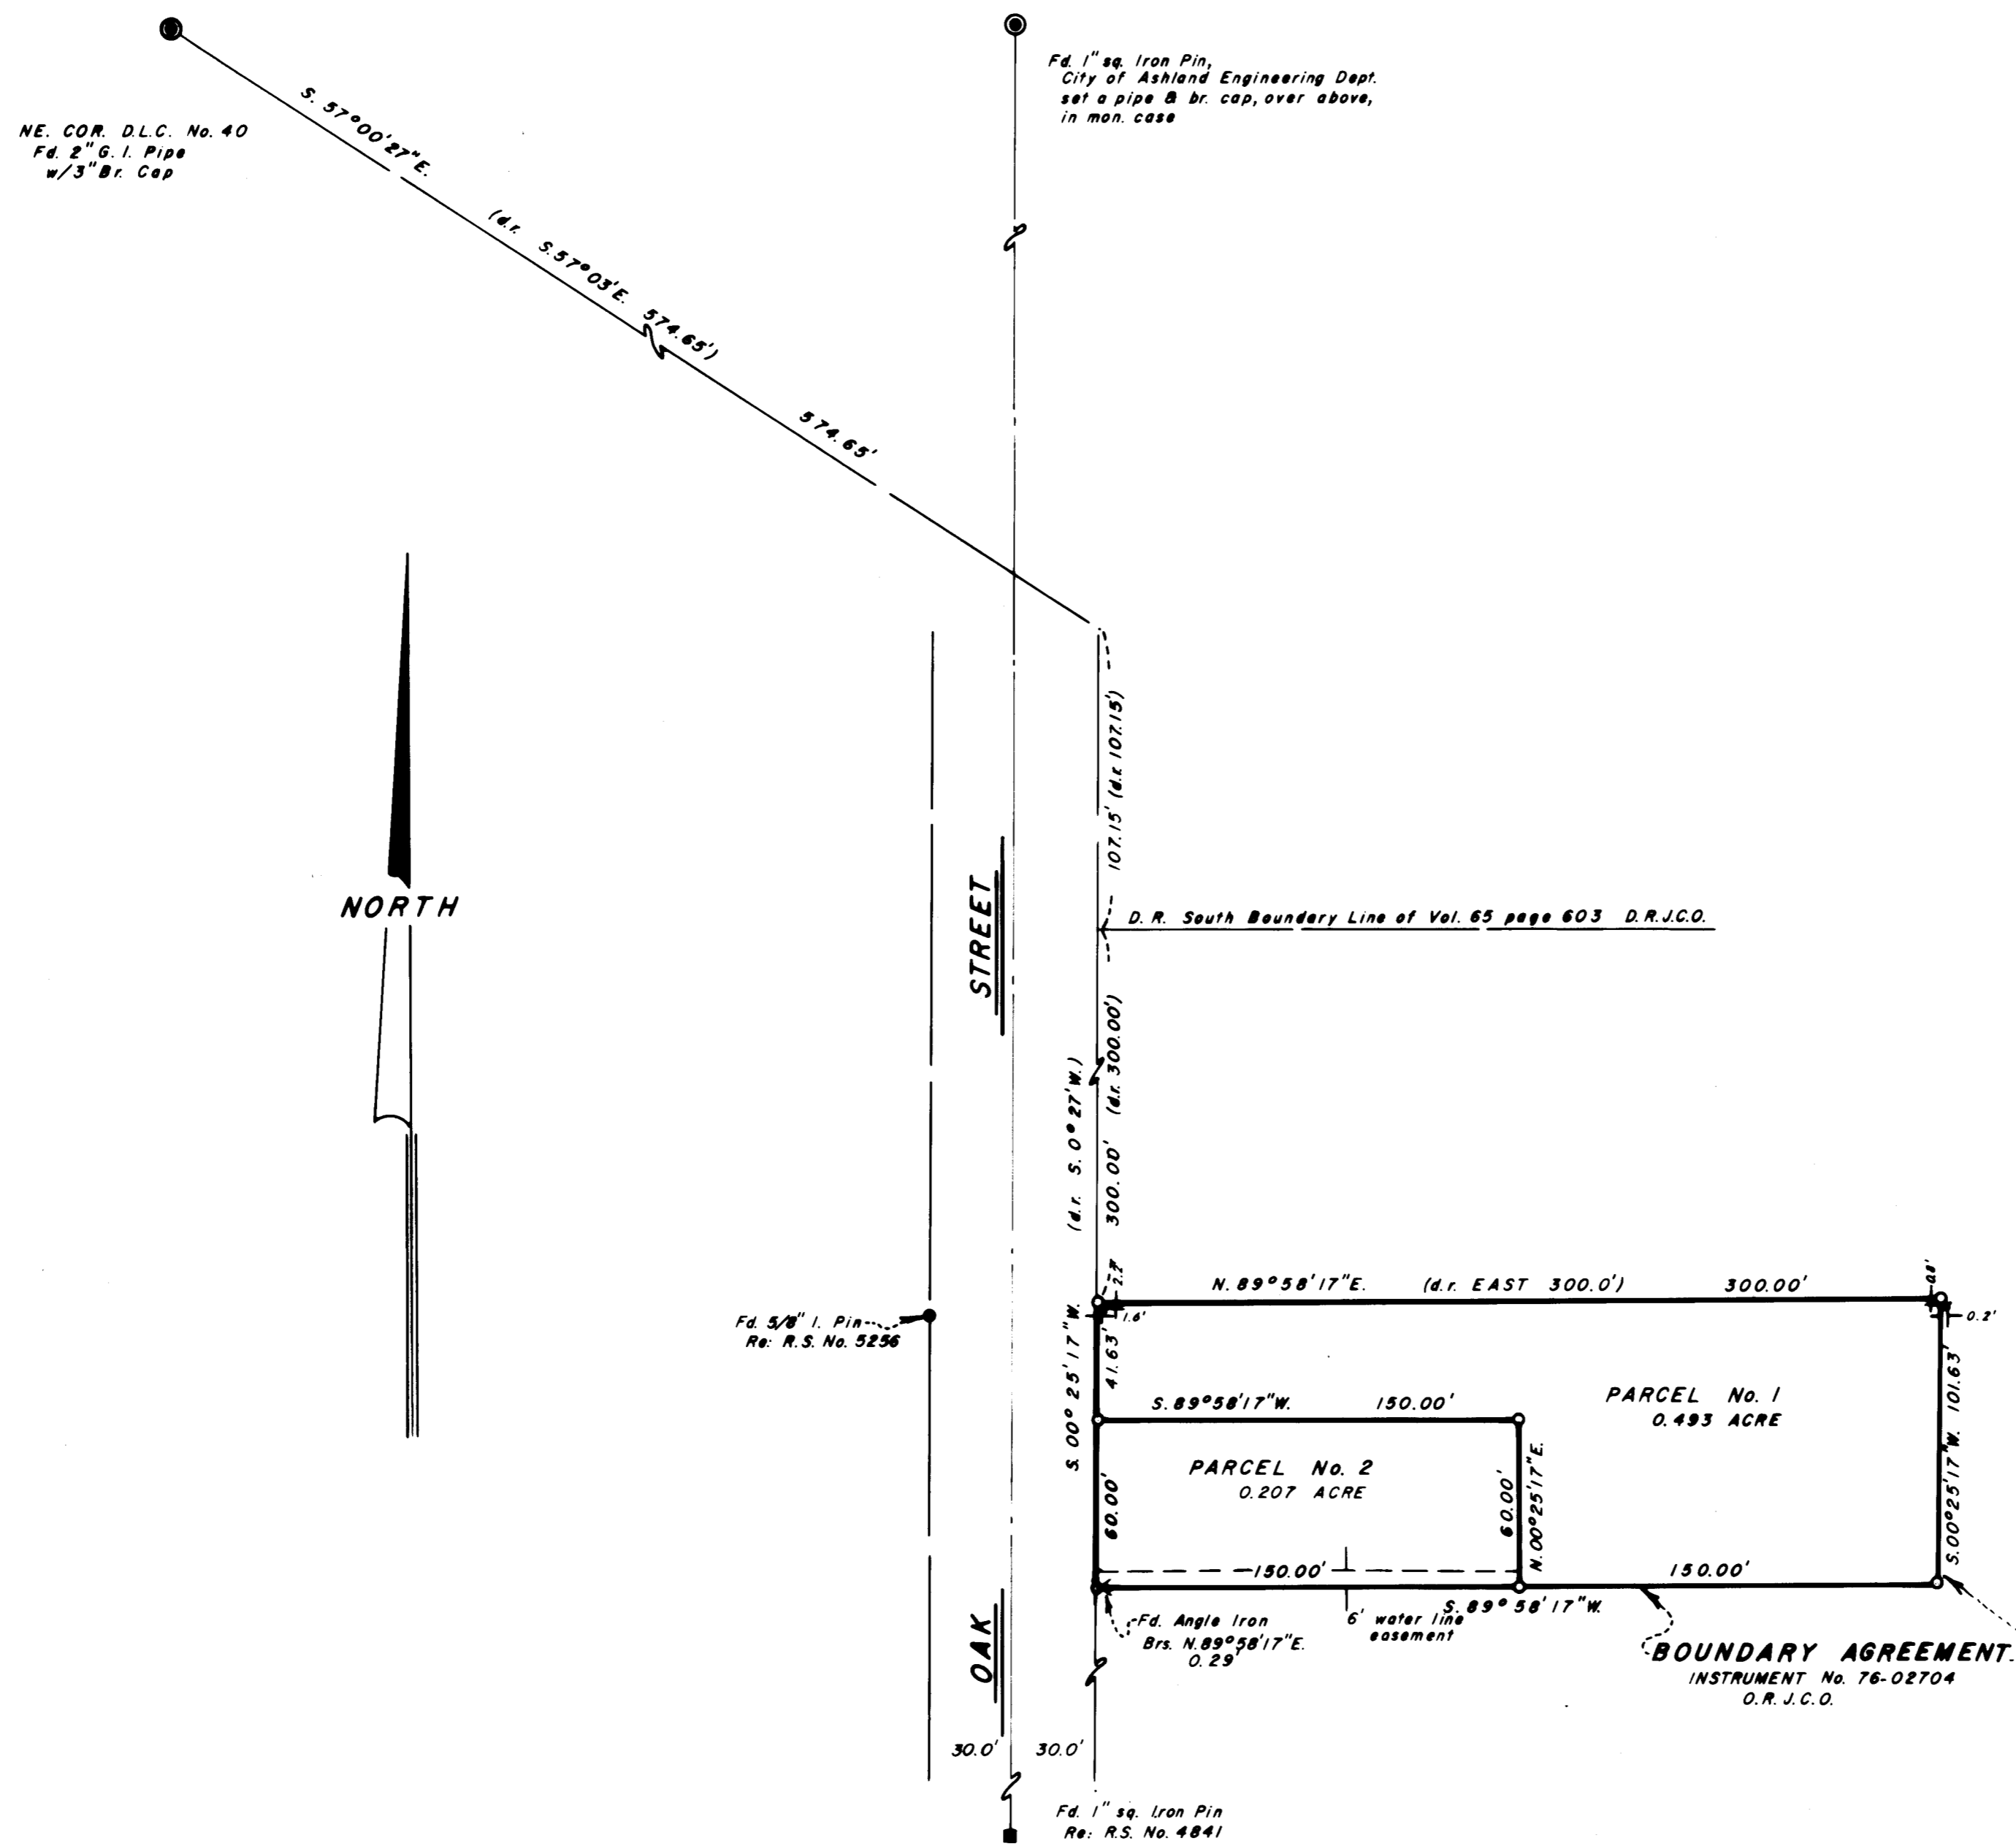 Fd. 1" sq. Iron Pin,
City of Ashland Engineering Dept.
set a pipe & br. cap, over above,
in mon. case
NE. COR. D.L.C. No. 40
Fd. 2" G. I. Pipe
w/3" Br. Cap
S. 57°00'27"E.
(d.r. S.57°03'E. 574.65')
574.65'
NORTH
107.15' (d.r. 107.15')
STREET
D. R. South Boundary Line of Vol. 65 page 603 D.R.J.C.O.
300.00' (d.r. 300.00')
(d.r. S. 0°27'W.)
S. 00°25'17"W.
2.2'
N. 89°58'17"E. (d.r. EAST 300.0') 300.00'
0.8'
1.6'
0.2'
Fd. 5/8" I. Pin
Re: R.S. No. 5256
41.63'
S. 89°58'17"W. 150.00'
PARCEL No. 1
0.493 ACRE
S.00°25'17"W. 101.63'
PARCEL No. 2
0.207 ACRE
60.00'
60.00'
N.00°25'17"E.
150.00'
150.00'
S. 89°58'17"W.
Fd. Angle Iron
Brs. N.89°58'17"E.
0.29'
6' water line
easement
BOUNDARY AGREEMENT
INSTRUMENT No. 76-02704
O.R.J.C.O.
OAK
30.0' 30.0'
Fd. 1" sq. Iron Pin
Re: R.S. No. 4841